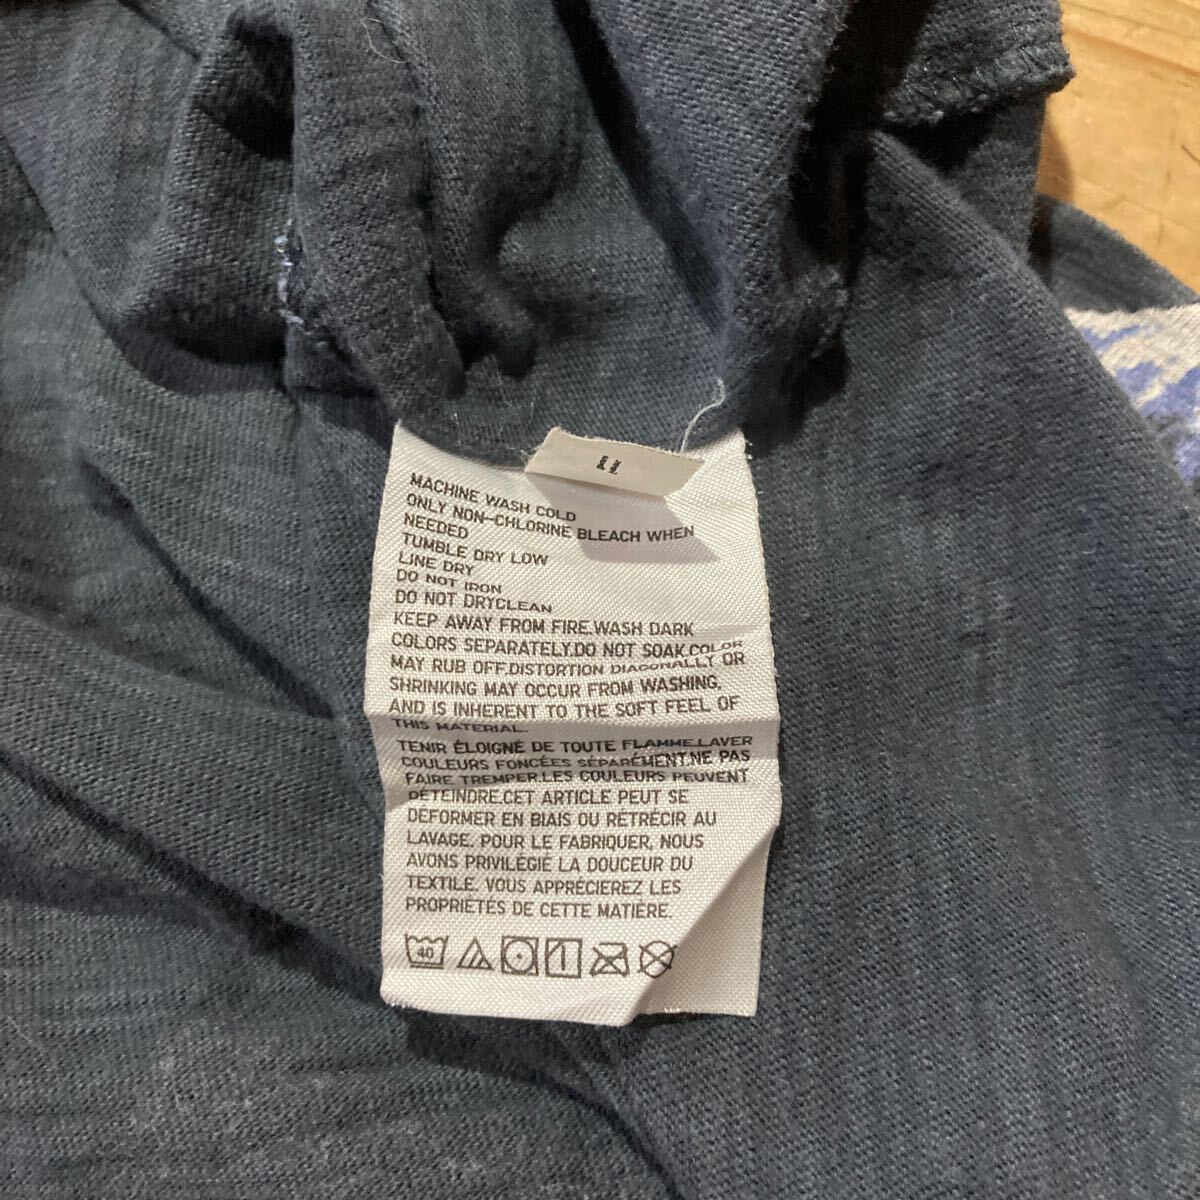 MACHINE WASH COLD
ONLY NON-CHLORINE BLEACH WHEN
NEEDED
TUMBLE DRY LOW
LINE DRY
DO NOT IRON
DO NOT DRYCLEAN
KEEP AWAY FROM FIRE.WASH DARK
COLORS SEPARATELY.DO NOT SOAK.COLOR
MAY RUB OFF.DISTORTION DIAGONALLY OR
SHRINKING MAY OCCUR FROM WASHING,
AND IS INHERENT TO THE SOFT FEEL OF
THIS MATERIAL.
TENIR ÉLOIGNÉ DE TOUTE FLAMME.LAVER
COULEURS FONCÉES SÉPARÉMENT.NE PAS
FAIRE TREMPER.LES COULEURS PEUVENT
DÉTEINDRE.CET ARTICLE PEUT SE
DÉFORMER EN BIAIS OU RÉTRÉCIR AU
LAVAGE. POUR LE FABRIQUER, NOUS
AVONS PRIVILÉGIÉ LA DOUCEUR DU
TEXTILE. VOUS APPRÉCIEREZ LES
PROPRIÉTÉS DE CETTE MATIÈRE.
40